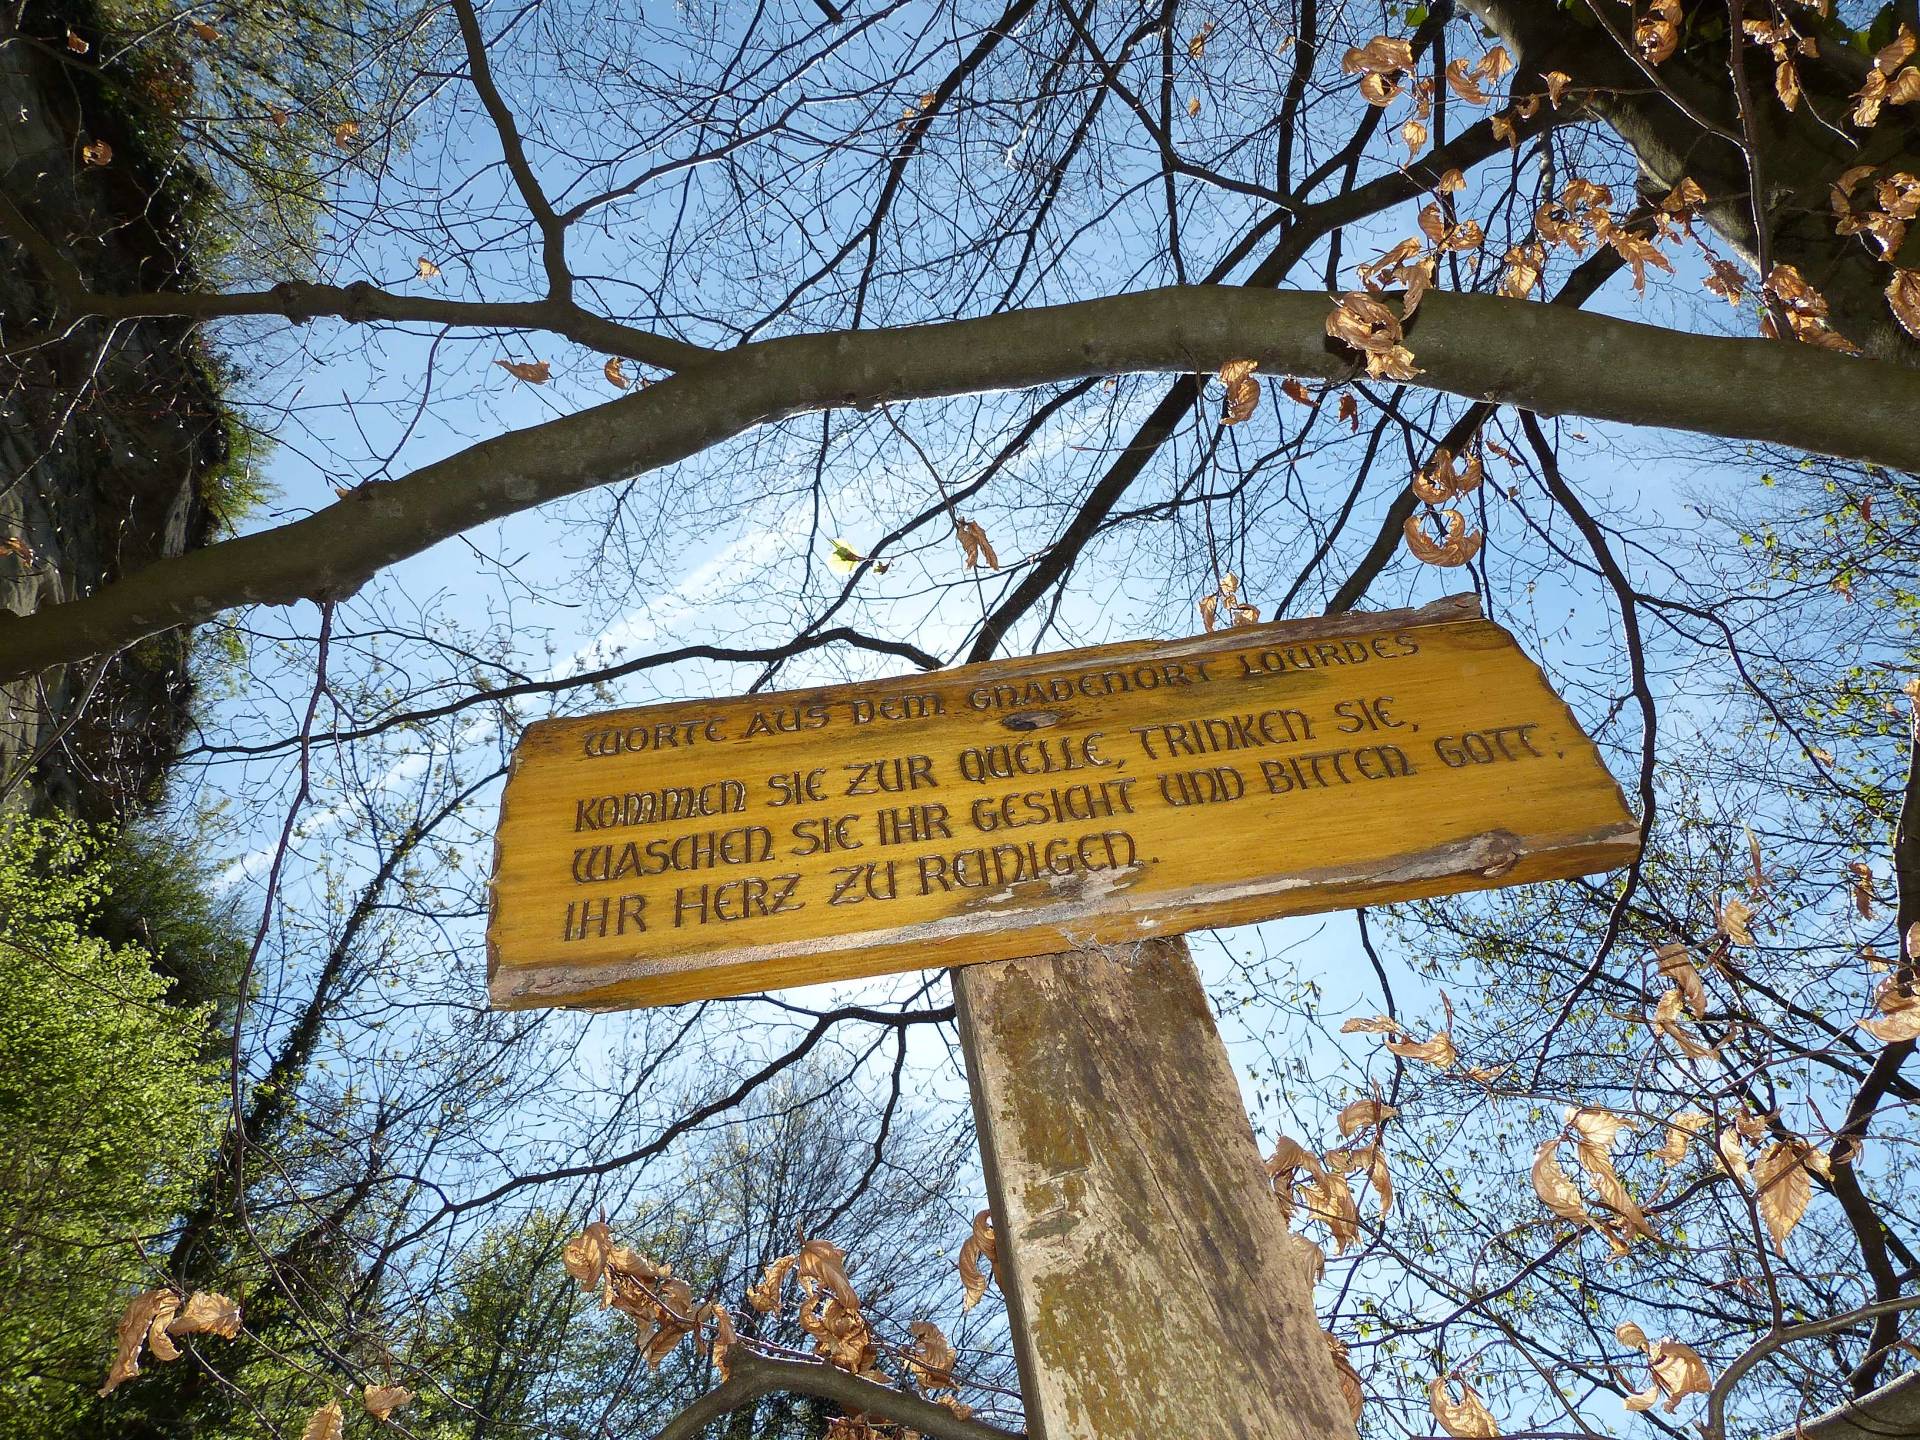 WORTE AUS DEM GNADENORT LOURDES
KOMMEN SIE ZUR QUELLE, TRINKEN SIE,
WASCHEN SIE IHR GESICHT UND BITTEN GOTT;
IHR HERZ ZU REINIGEN.